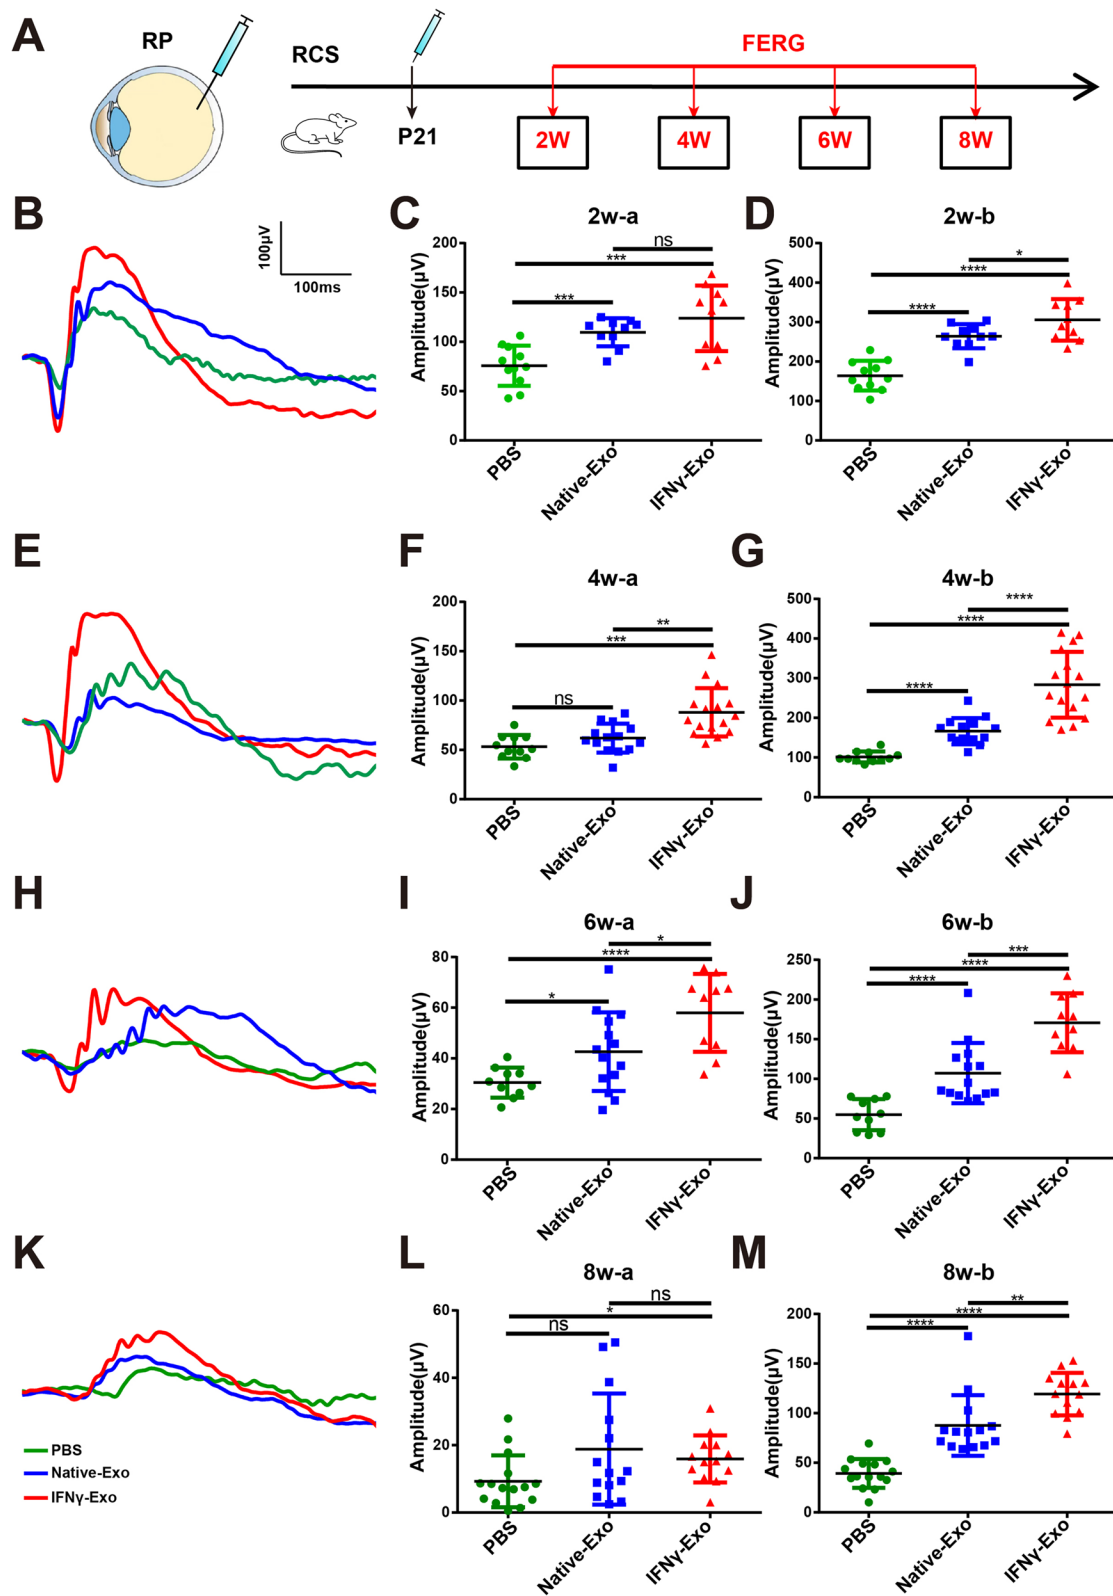 A
RP
RCS
FERG
P21
2W
4W
6W
8W
B
100μV
100ms
C
2w-a
ns
***
***
Amplitude(μV)
200
150
100
50
0
PBS
Native-Exo
IFNγ-Exo
D
2w-b
*
****
****
Amplitude(μV)
500
400
300
200
100
0
PBS
Native-Exo
IFNγ-Exo
E
F
4w-a
**
***
ns
Amplitude(μV)
200
150
100
50
0
PBS
Native-Exo
IFNγ-Exo
G
4w-b
****
****
****
Amplitude(μV)
500
400
300
200
100
0
PBS
Native-Exo
IFNγ-Exo
H
I
6w-a
*
****
*
Amplitude(μV)
80
60
40
20
0
PBS
Native-Exo
IFNγ-Exo
J
6w-b
***
****
****
Amplitude(μV)
250
200
150
100
50
0
PBS
Native-Exo
IFNγ-Exo
K
PBS
Native-Exo
IFNγ-Exo
L
8w-a
ns
*
ns
Amplitude(μV)
60
40
20
0
PBS
Native-Exo
IFNγ-Exo
M
8w-b
**
****
****
Amplitude(μV)
200
150
100
50
0
PBS
Native-Exo
IFNγ-Exo